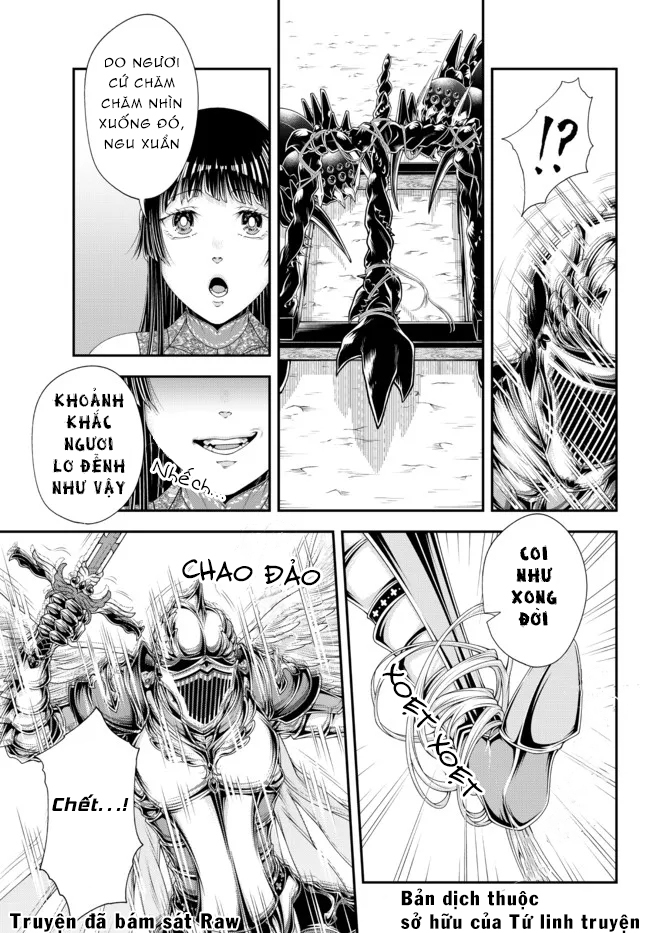 !?
DO NGƯƠI
CỨ CHĂM
CHĂM NHÌN
XUỐNG ĐÓ,
NGU XUẨN
KHOẢNH
KHẮC
NGƯƠI
LƠ ĐỄNH
NHƯ VẬY
Nhếch...
COI
NHƯ
XONG
ĐỜI
XOẸT XOẸT
CHAO ĐẢO
Chết...!
Truyện đã bám sát Raw
Bản dịch thuộc
sở hữu của Tứ linh truyện